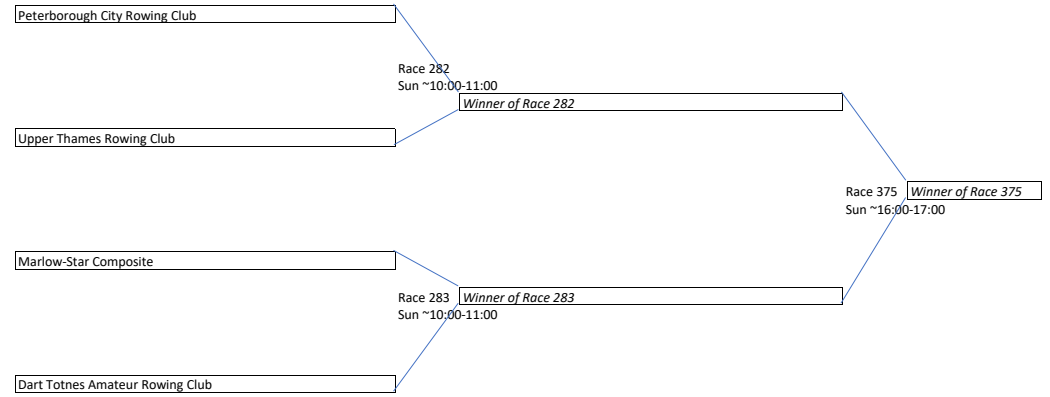 Peterborough City Rowing Club
Race 282
Sun ~10:00-11:00
Winner of Race 282
Upper Thames Rowing Club
Race 375
Winner of Race 375
Sun ~16:00-17:00
Marlow-Star Composite
Race 283
Winner of Race 283
Sun ~10:00-11:00
Dart Totnes Amateur Rowing Club